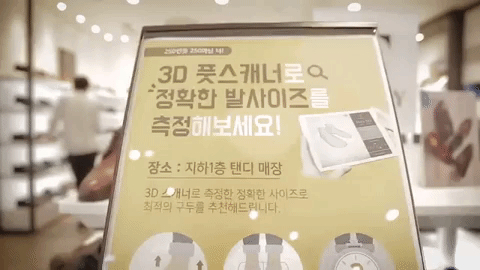 3D 풋스캐너로
정확한 발사이즈를
측정해보세요!
장소 : 지하1층 탠디 매장
3D 스캐너로 측정한 정확한 사이즈로
최적의 구두를 추천해드립니다.